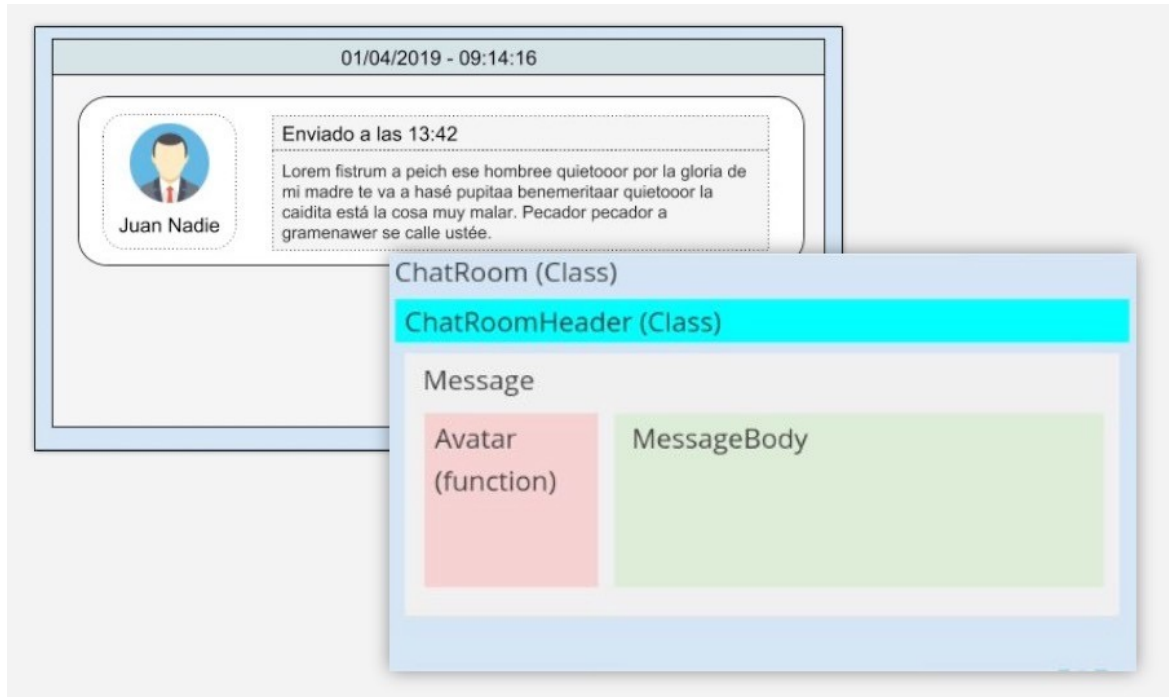 01/04/2019 - 09:14:16
Enviado a las 13:42
Lorem fistrum a peich ese hombree quietooor por la gloria de
mi madre te va a hasé pupitaa benemeritaar quietooor la
caidita está la cosa muy malar. Pecador pecador a
gramenawer se calle ustée.
Juan Nadie
ChatRoom (Class)
ChatRoomHeader (Class)
Message
Avatar
(function)
MessageBody